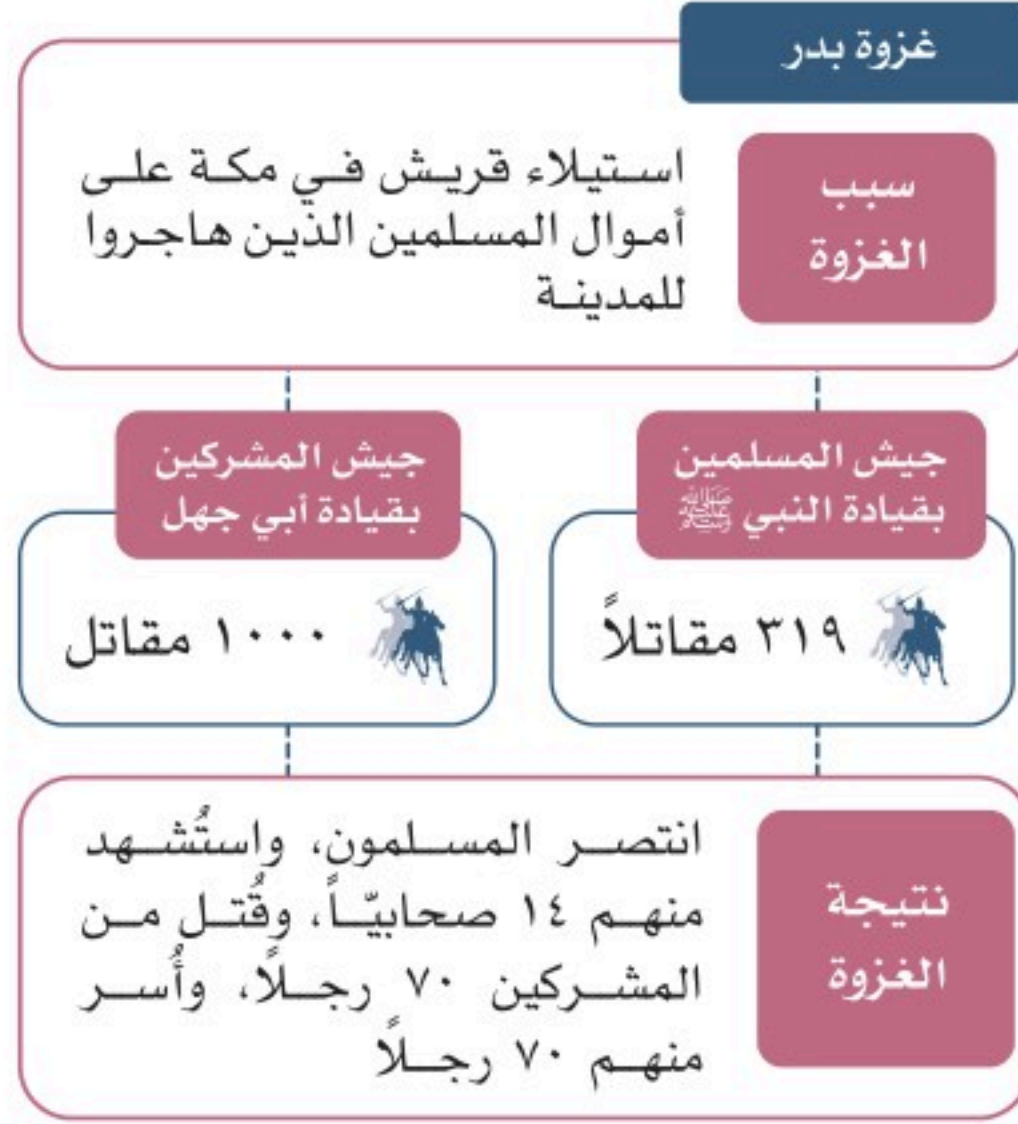 غزوة بدر
سبب
الغزوة
استيلاء قريش في مكة على
أموال المسلمين الذين هاجروا
للمدينة
جيش المسلمين
بقيادة النبي ﷺ
٣١٩ مقاتلاً
جيش المشركين
بقيادة أبي جهل
١٠٠٠ مقاتل
نتيجة
الغزوة
انتصر المسلمون، واستُشهد
منهم ١٤ صحابيّاً، وقُتل من
المشركين ٧٠ رجلًا، وأُسر
منهم ٧٠ رجلًا